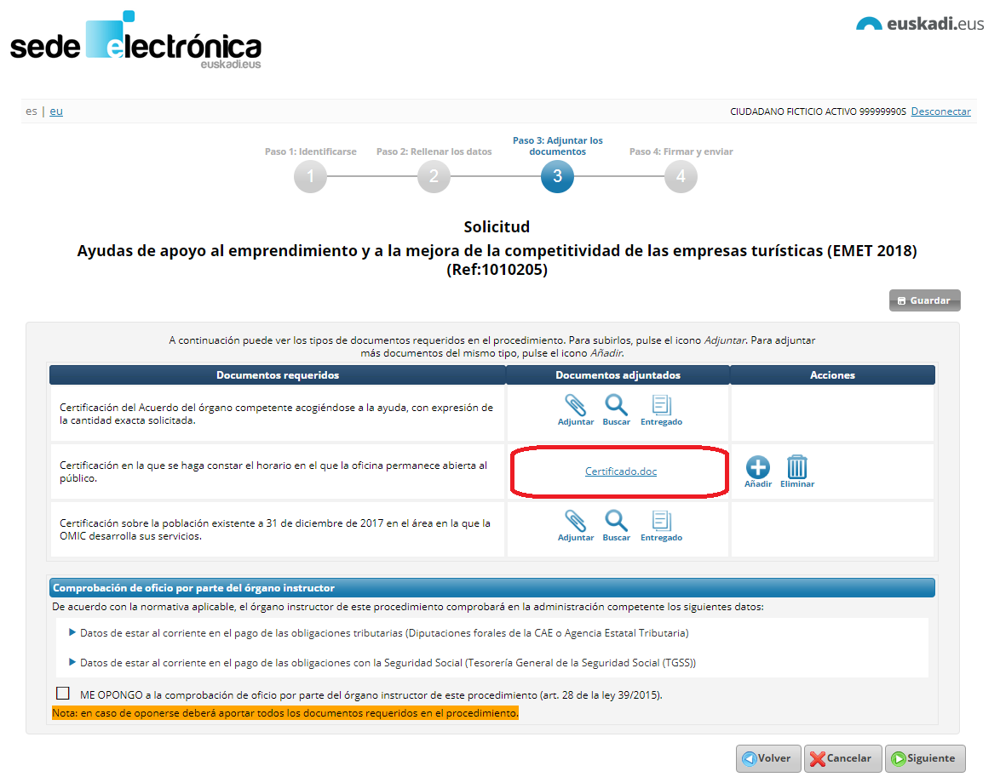 sede electrónica
euskadi.eus
euskadi.eus
es | eu
CIUDADANO FICTICIO ACTIVO 99999990S Desconectar
Paso 1: Identificarse
Paso 2: Rellenar los datos
Paso 3: Adjuntar los
documentos
Paso 4: Firmar y enviar
1
2
3
4
Solicitud
Ayudas de apoyo al emprendimiento y a la mejora de la competitividad de las empresas turísticas (EMET 2018)
(Ref:1010205)
Guardar
A continuación puede ver los tipos de documentos requeridos en el procedimiento. Para subirlos, pulse el icono Adjuntar. Para adjuntar
más documentos del mismo tipo, pulse el icono Añadir.
Documentos requeridos
Documentos adjuntados
Acciones
Certificación del Acuerdo del órgano competente acogiéndose a la ayuda, con expresión de
la cantidad exacta solicitada.
Adjuntar
Buscar
Entregado
Certificación en la que se haga constar el horario en el que la oficina permanece abierta al
público.
Certificado.doc
Añadir
Eliminar
Certificación sobre la población existente a 31 de diciembre de 2017 en el área en la que la
OMIC desarrolla sus servicios.
Adjuntar
Buscar
Entregado
Comprobación de oficio por parte del órgano instructor
De acuerdo con la normativa aplicable, el órgano instructor de este procedimiento comprobará en la administración competente los siguientes datos:
Datos de estar al corriente en el pago de las obligaciones tributarias (Diputaciones forales de la CAE o Agencia Estatal Tributaria)
Datos de estar al corriente en el pago de las obligaciones con la Seguridad Social (Tesorería General de la Seguridad Social (TGSS))
ME OPONGO a la comprobación de oficio por parte del órgano instructor de este procedimiento (art. 28 de la ley 39/2015).
Nota: en caso de oponerse deberá aportar todos los documentos requeridos en el procedimiento.
Volver
Cancelar
Siguiente